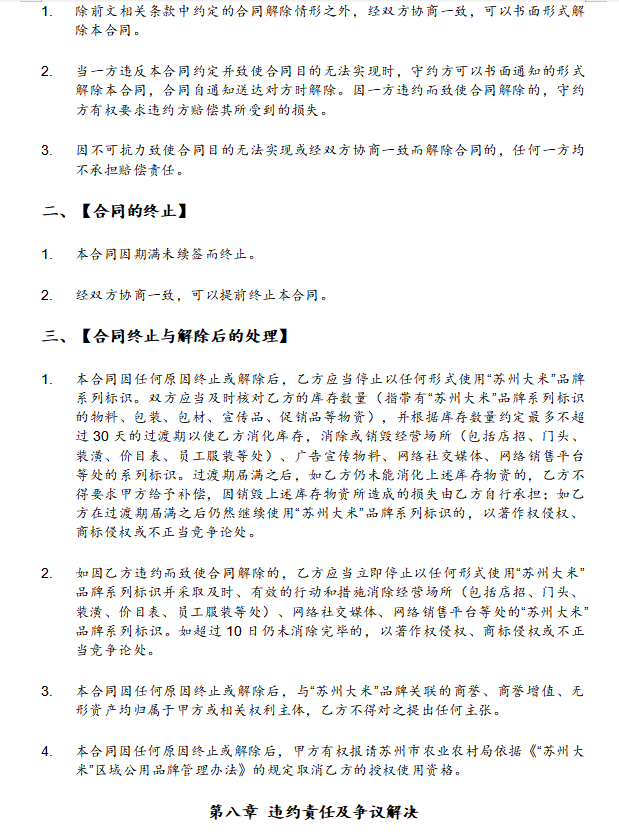 1. 除前文相关条款中约定的合同解除情形之外，经双方协商一致，可以书面形式解
除本合同。
2. 当一方违反本合同约定并致使合同目的无法实现时，守约方可以书面通知的形式
解除本合同，合同自通知送达对方时解除。因一方违约而致使合同解除的，守约
方有权要求违约方赔偿其所受到的损失。
3. 因不可抗力致使合同目的无法实现或经双方协商一致而解除合同的，任何一方均
不承担赔偿责任。
二、【合同的终止】
1. 本合同因期满未续签而终止。
2. 经双方协商一致，可以提前终止本合同。
三、【合同终止与解除后的处理】
1. 本合同因任何原因终止或解除后，乙方应当停止以任何形式使用“苏州大米”品牌
系列标识。双方应当及时核对乙方的库存数量（指带有“苏州大米”品牌系列标识
的物料、包装、包材、宣传品、促销品等物资），并根据库存数量约定最多不超
过 30 天的过渡期以使乙方消化库存，消除或销毁经营场所（包括店招、门头、
装潢、价目表、员工服装等处）、广告宣传物料、网络社交媒体、网络销售平台
等处的系列标识。过渡期届满之后，如乙方仍未能消化上述库存物资的，乙方不
得要求甲方给予补偿，因销毁上述库存物资所造成的损失由乙方自行承担；如乙
方在过渡期届满之后仍然继续使用“苏州大米”品牌系列标识的，以著作权侵权、
商标侵权或不正当竞争论处。
2. 如因乙方违约而致使合同解除的，乙方应当立即停止以任何形式使用“苏州大米”
品牌系列标识并采取及时、有效的行动和措施消除经营场所（包括店招、门头、
装潢、价目表、员工服装等处）、网络社交媒体、网络销售平台等处的“苏州大米”
品牌系列标识。如超过 10 日仍未消除完毕的，以著作权侵权、商标侵权或不正
当竞争论处。
3. 本合同因任何原因终止或解除后，与“苏州大米”品牌关联的商誉、商誉增值、无
形资产均归属于甲方或相关权利主体，乙方不得对之提出任何主张。
4. 本合同因任何原因终止或解除后，甲方有权报请苏州市农业农村局依据《“苏州大
米”区域公用品牌管理办法》的规定取消乙方的授权使用资格。
第八章 违约责任及争议解决